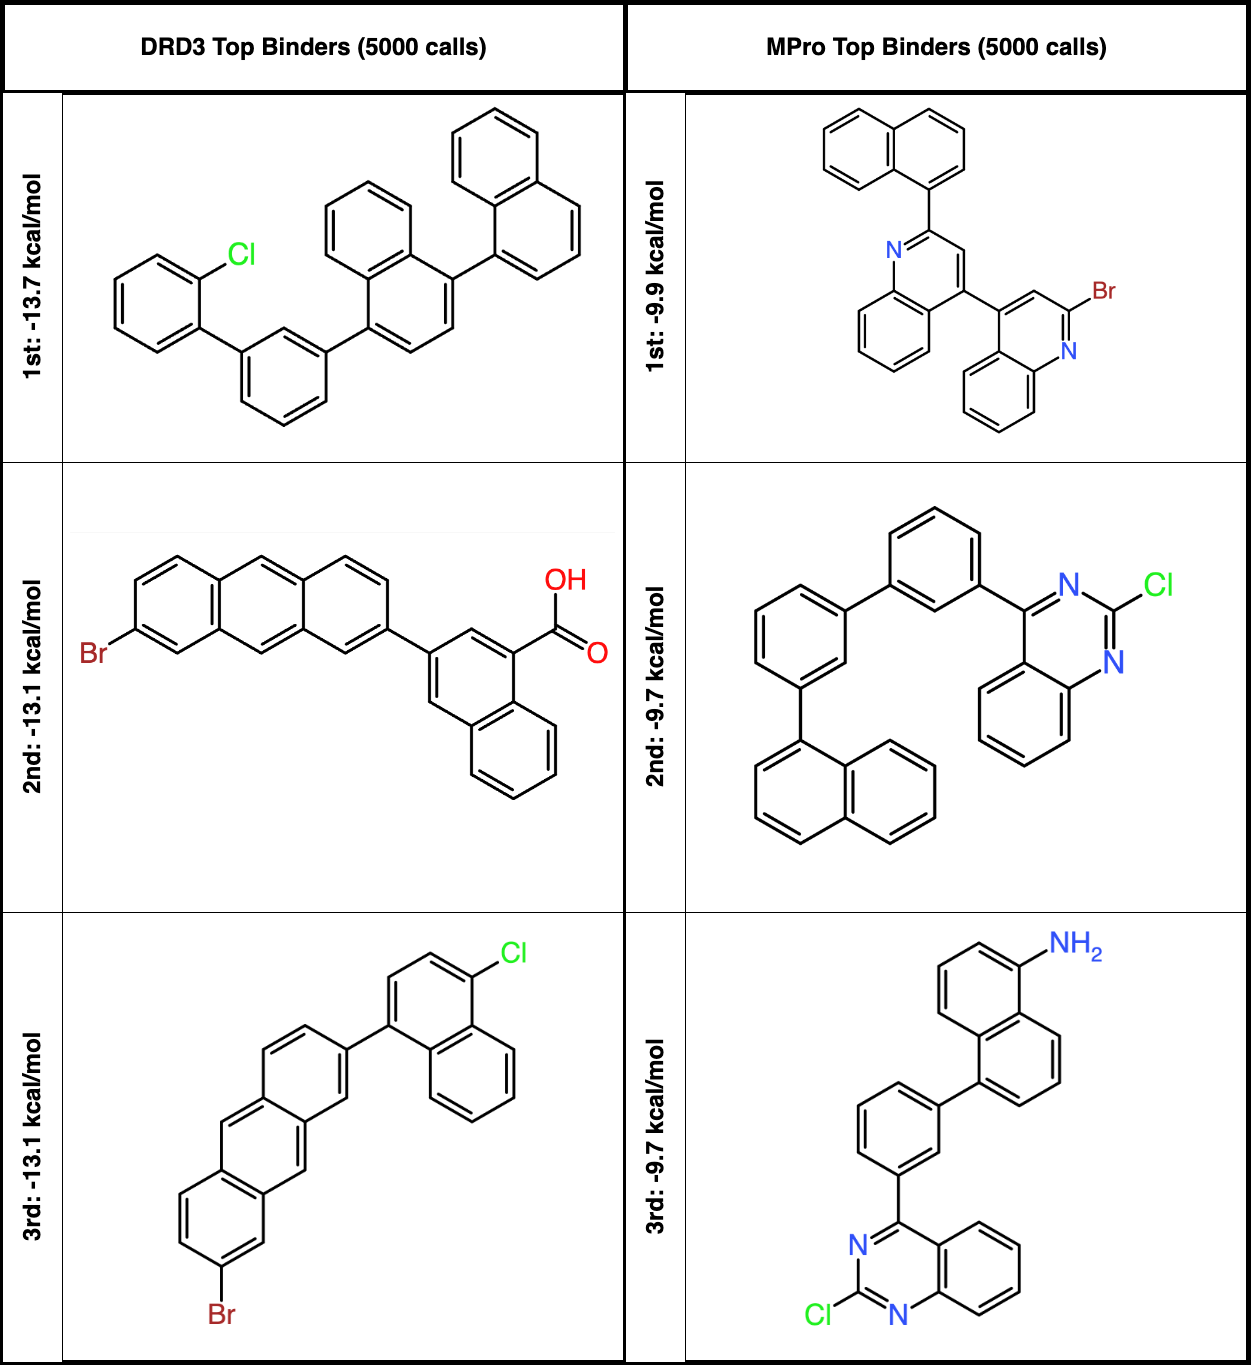 DRD3 Top Binders (5000 calls)
MPro Top Binders (5000 calls)
1st: -13.7 kcal/mol
Cl
1st: -9.9 kcal/mol
N
Br
N
2nd: -13.1 kcal/mol
OH
Br
O
2nd: -9.7 kcal/mol
N
Cl
N
3rd: -13.1 kcal/mol
Cl
Br
3rd: -9.7 kcal/mol
NH2
N
Cl
N